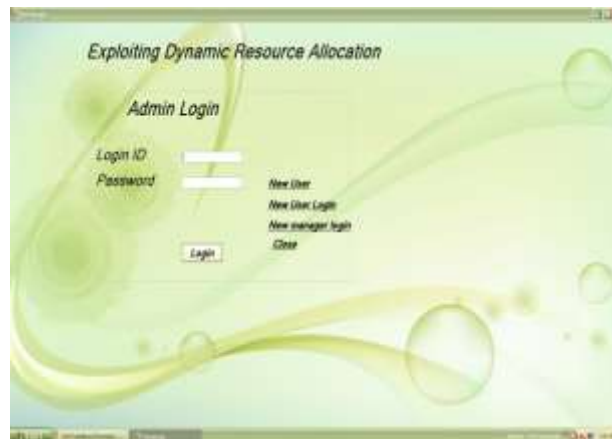 Exploiting Dynamic Resource Allocation
Admin Login
Login ID
Password
New User
New User Login
New manager login
Close
Login